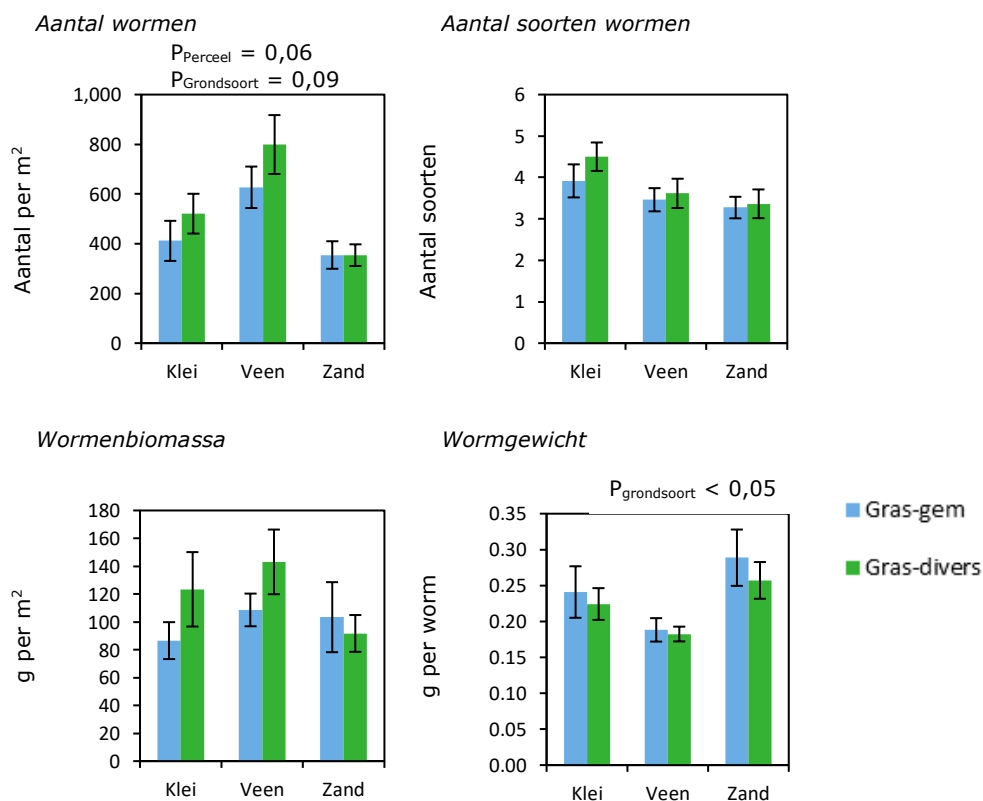 Aantal wormen
P_Perceel = 0,06
P_Grondsoort = 0,09
Aantal per m²
1,000
800
600
400
200
0
Klei Veen Zand
Aantal soorten wormen
Aantal soorten
6
5
4
3
2
1
0
Klei Veen Zand
Wormenbiomassa
g per m²
180
160
140
120
100
80
60
40
20
0
Klei Veen Zand
Wormgewicht
P_grondsoort < 0,05
g per worm
0.35
0.30
0.25
0.20
0.15
0.10
0.05
0.00
Klei Veen Zand
Gras-gem
Gras-divers